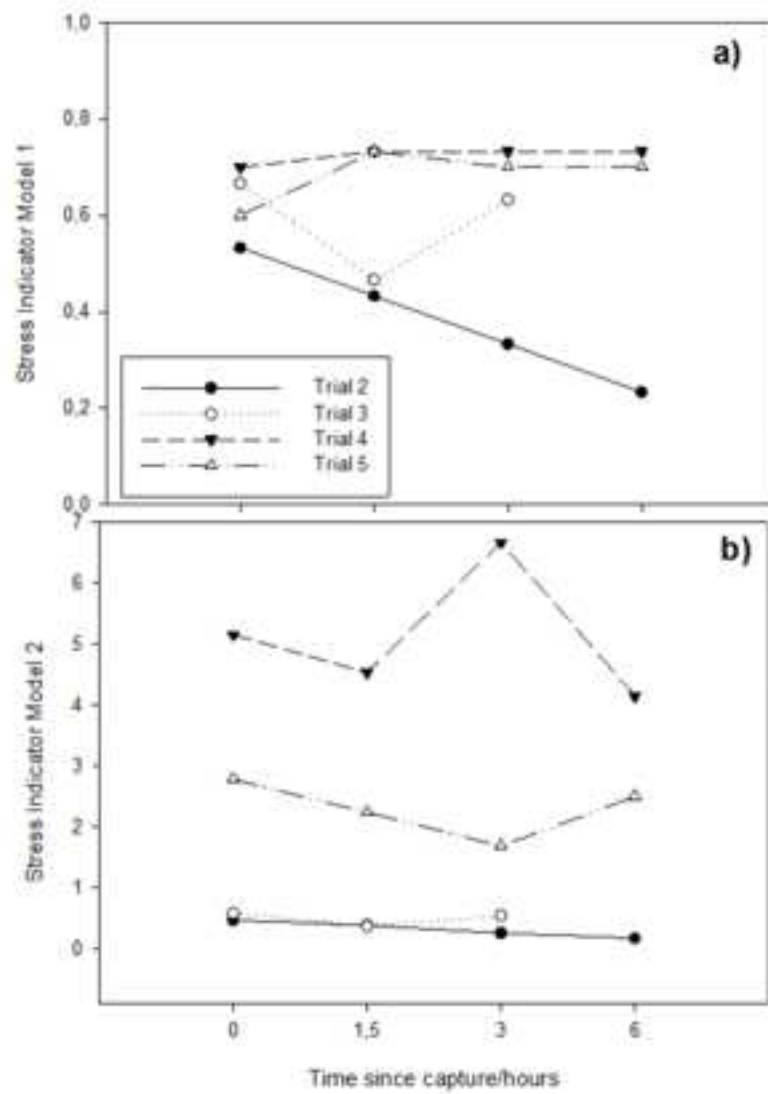 a)
1,0
0,8
0,6
0,4
0,2
0,0
Stress Indicator Model 1
Trial 2
Trial 3
Trial 4
Trial 5
b)
7
6
5
4
3
2
1
0
Stress Indicator Model 2
0 1,5 3 6
Time since capture/hours